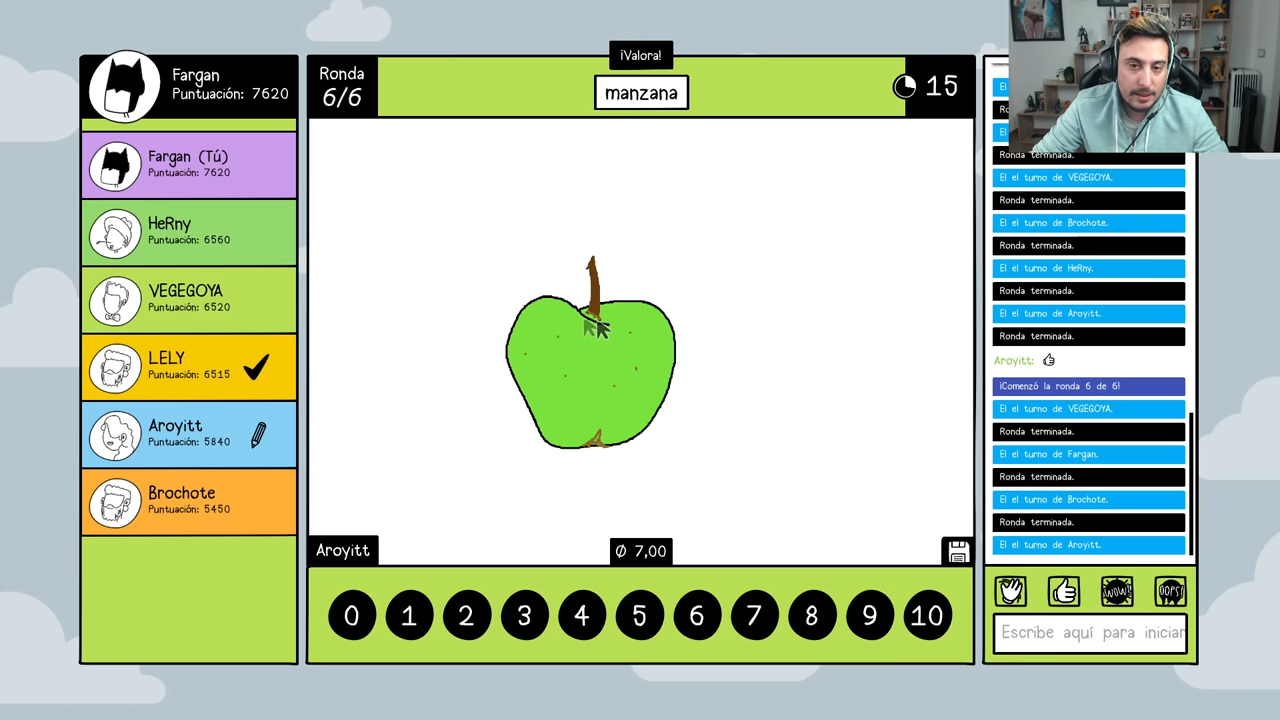 Fargan
Puntuación: 7620
Fargan (Tú)
Puntuación: 7620
HeRny
Puntuación: 6560
VEGEGOYA
Puntuación: 6520
LELY
Puntuación: 6515
Aroyitt
Puntuación: 5840
Brochote
Puntuación: 5450
Ronda
6/6
¡Valora!
manzana
15
Aroyitt
Ø 7,00
0 1 2 3 4 5 6 7 8 9 10
El
Ro
El
Ronda terminada.
El el turno de VEGEGOYA.
Ronda terminada.
El el turno de Brochote.
Ronda terminada.
El el turno de HeRny.
Ronda terminada.
El el turno de Aroyitt.
Ronda terminada.
Aroyitt:
¡Comenzó la ronda 6 de 6!
El el turno de VEGEGOYA.
Ronda terminada.
El el turno de Fargan.
Ronda terminada.
El el turno de Brochote.
Ronda terminada.
El el turno de Aroyitt.
WOW!
OOPS!
Escribe aquí para iniciar